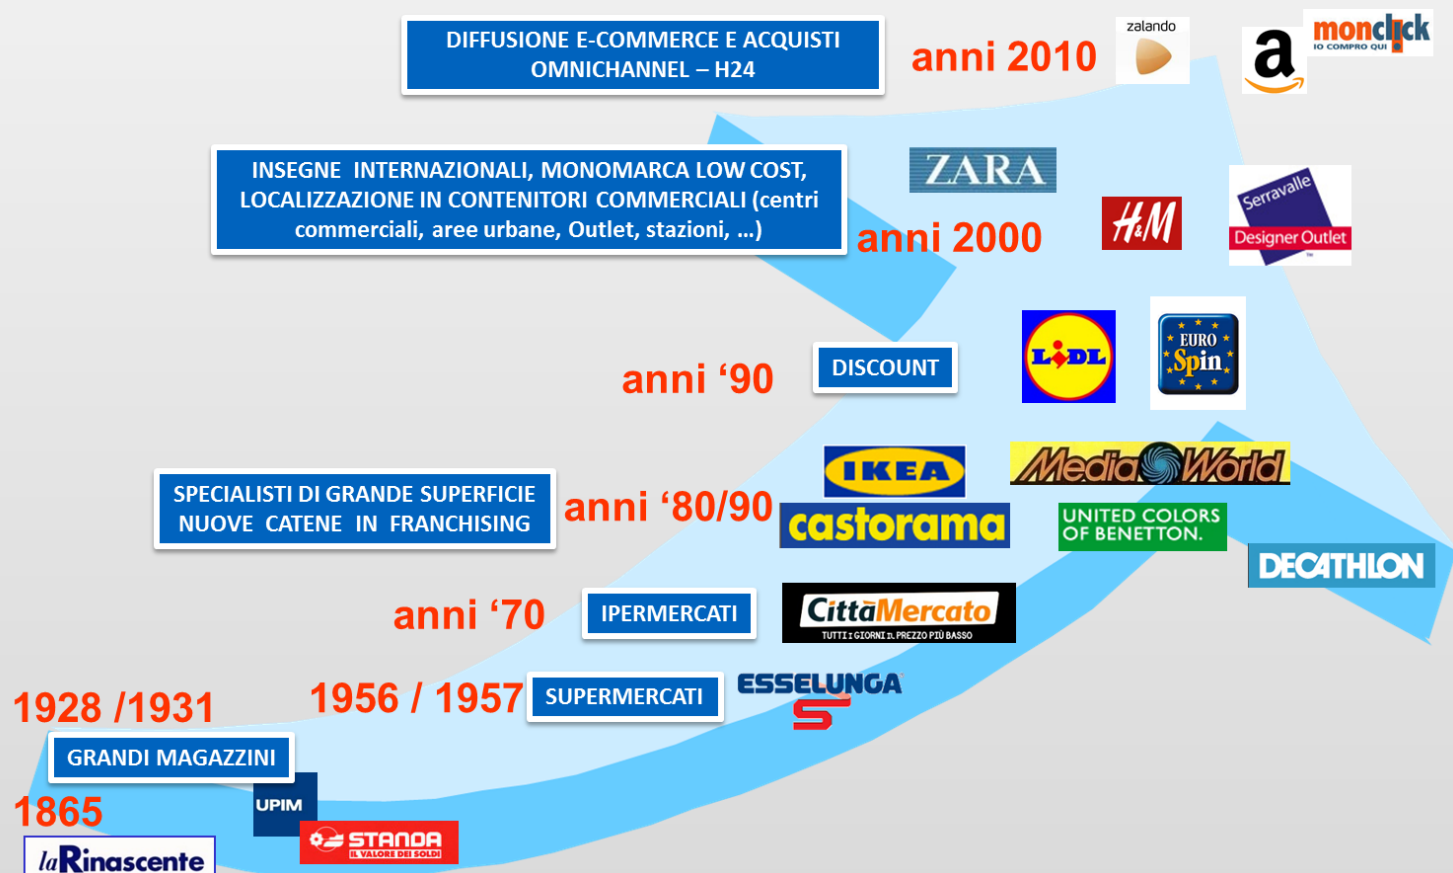 DIFFUSIONE E-COMMERCE E ACQUISTI
OMNICHANNEL – H24
anni 2010
zalando
a
monclick
IO COMPRO QUI !
INSEGNE INTERNAZIONALI, MONOMARCA LOW COST,
LOCALIZZAZIONE IN CONTENITORI COMMERCIALI (centri
commerciali, aree urbane, Outlet, stazioni, …)
anni 2000
ZARA
H&M
Serravalle
Designer Outlet
TM
anni ‘90
DISCOUNT
LIDL
EURO
Spin
SPECIALISTI DI GRANDE SUPERFICIE
NUOVE CATENE IN FRANCHISING
anni ‘80/90
IKEA
Media World
castorama
UNITED COLORS
OF BENETTON.
DECATHLON
anni ‘70
IPERMERCATI
CittàMercato
TUTTI I GIORNI IL PREZZO PIÙ BASSO
1956 / 1957
SUPERMERCATI
ESSELUNGA
S
1928 /1931
GRANDI MAGAZZINI
UPIM
STANDA
IL VALORE DEI SOLDI
1865
laRinascente